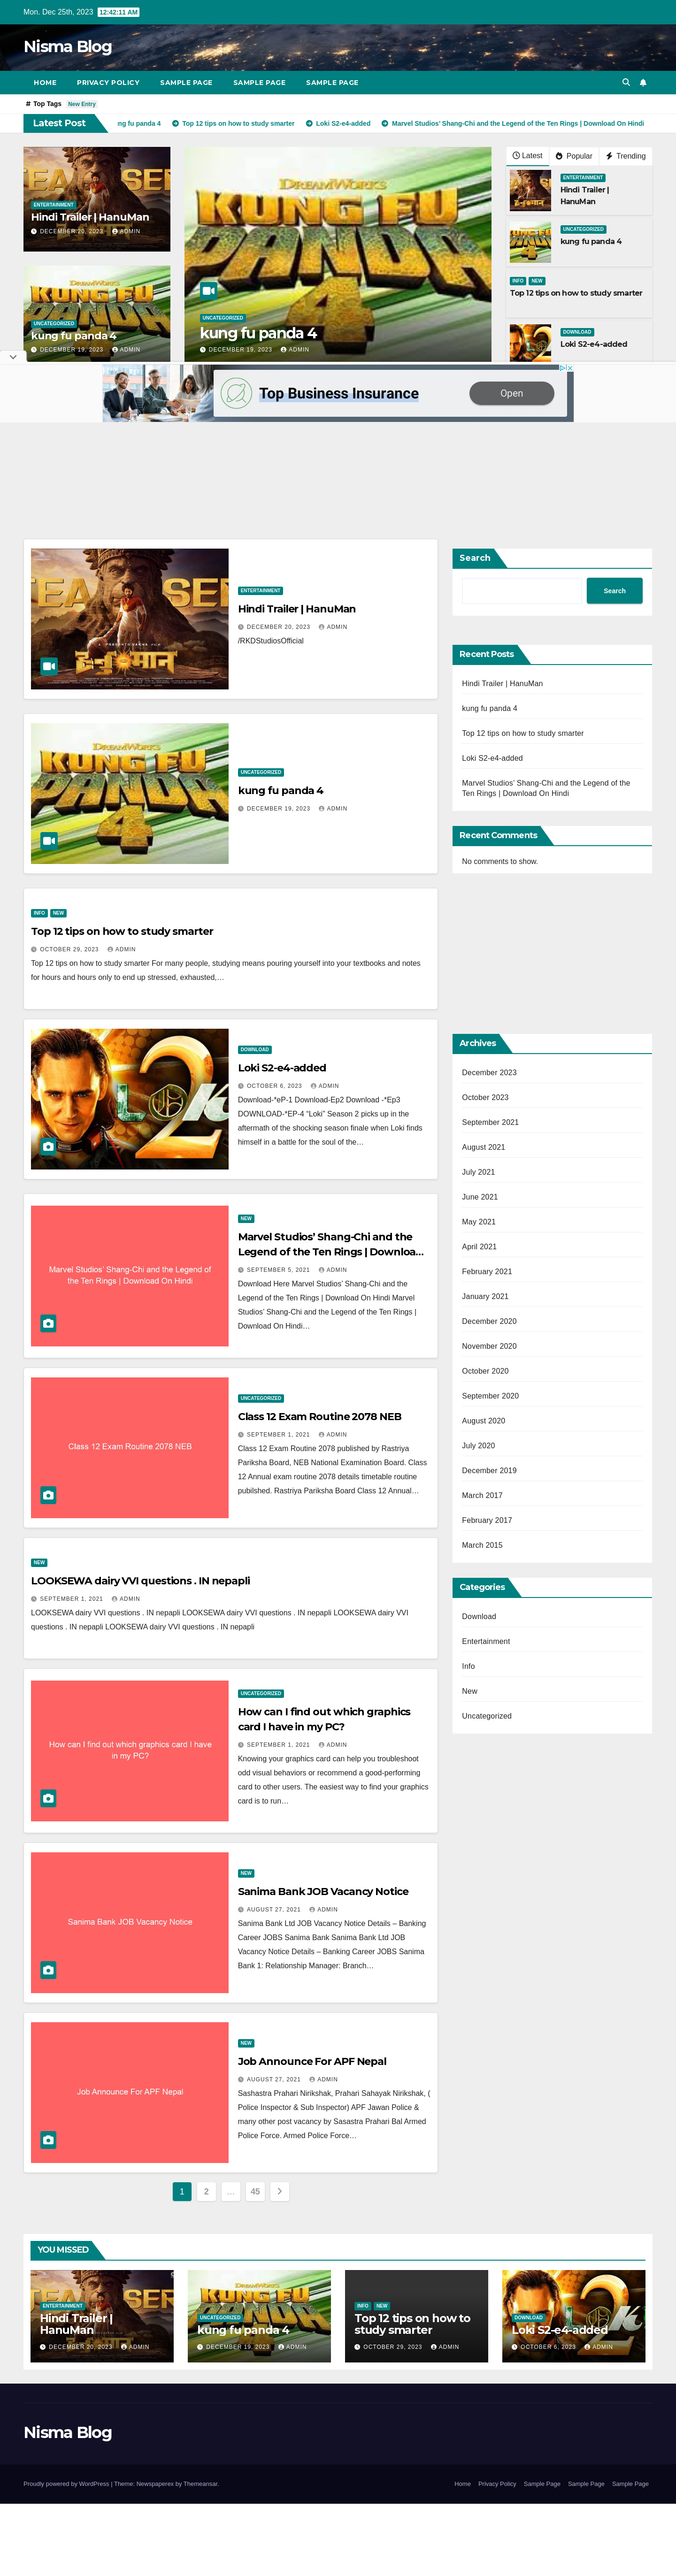 Mon. Dec 25th, 2023 12:42:11 AM
Nisma Blog
HOME PRIVACY POLICY SAMPLE PAGE SAMPLE PAGE SAMPLE PAGE
# Top Tags New Entry
Latest Post ng fu panda 4 Top 12 tips on how to study smarter Loki S2-e4-added Marvel Studios’ Shang-Chi and the Legend of the Ten Rings | Download On Hindi
ENTERTAINMENT
Hindi Trailer | HanuMan
DECEMBER 20, 2023 ADMIN
DREAMWORKS
KUNG FU
PANDA
4
UNCATEGORIZED
kung fu panda 4
DECEMBER 19, 2023 ADMIN
DREAMWORKS
KUNG FU
PANDA
4
UNCATEGORIZED
kung fu panda 4
DECEMBER 19, 2023 ADMIN
Latest Popular Trending
ENTERTAINMENT
Hindi Trailer |
HanuMan
UNCATEGORIZED
kung fu panda 4
INFO NEW
Top 12 tips on how to study smarter
DOWNLOAD
Loki S2-e4-added
Top Business Insurance
Open
TEASER
हनु-मान
ENTERTAINMENT
Hindi Trailer | HanuMan
DECEMBER 20, 2023 ADMIN
/RKDStudiosOfficial
DREAMWORKS
KUNG FU
PANDA
4
UNCATEGORIZED
kung fu panda 4
DECEMBER 19, 2023 ADMIN
INFO NEW
Top 12 tips on how to study smarter
OCTOBER 29, 2023 ADMIN
Top 12 tips on how to study smarter For many people, studying means pouring yourself into your textbooks and notes
for hours and hours only to end up stressed, exhausted,…
DOWNLOAD
Loki S2-e4-added
OCTOBER 6, 2023 ADMIN
Download-*eP-1 Download-Ep2 Download -*Ep3
DOWNLOAD-*EP-4 “Loki” Season 2 picks up in the
aftermath of the shocking season finale when Loki finds
himself in a battle for the soul of the…
Marvel Studios’ Shang-Chi and the Legend of
the Ten Rings | Download On Hindi
NEW
Marvel Studios’ Shang-Chi and the
Legend of the Ten Rings | Downloa…
SEPTEMBER 5, 2021 ADMIN
Download Here Marvel Studios’ Shang-Chi and the
Legend of the Ten Rings | Download On Hindi Marvel
Studios’ Shang-Chi and the Legend of the Ten Rings |
Download On Hindi…
Class 12 Exam Routine 2078 NEB
UNCATEGORIZED
Class 12 Exam Routine 2078 NEB
SEPTEMBER 1, 2021 ADMIN
Class 12 Exam Routine 2078 published by Rastriya
Pariksha Board, NEB National Examination Board. Class
12 Annual exam routine 2078 details timetable routine
pubilshed. Rastriya Pariksha Board Class 12 Annual…
NEW
LOOKSEWA dairy VVI questions . IN nepapli
SEPTEMBER 1, 2021 ADMIN
LOOKSEWA dairy VVI questions . IN nepapli LOOKSEWA dairy VVI questions . IN nepapli LOOKSEWA dairy VVI
questions . IN nepapli LOOKSEWA dairy VVI questions . IN nepapli
How can I find out which graphics card I have
in my PC?
UNCATEGORIZED
How can I find out which graphics
card I have in my PC?
SEPTEMBER 1, 2021 ADMIN
Knowing your graphics card can help you troubleshoot
odd visual behaviors or recommend a good-performing
card to other users. The easiest way to find your graphics
card is to run…
Sanima Bank JOB Vacancy Notice
NEW
Sanima Bank JOB Vacancy Notice
AUGUST 27, 2021 ADMIN
Sanima Bank Ltd JOB Vacancy Notice Details – Banking
Career JOBS Sanima Bank Sanima Bank Ltd JOB
Vacancy Notice Details – Banking Career JOBS Sanima
Bank 1: Relationship Manager: Branch…
Job Announce For APF Nepal
NEW
Job Announce For APF Nepal
AUGUST 27, 2021 ADMIN
Sashastra Prahari Nirikshak, Prahari Sahayak Nirikshak, (
Police Inspector & Sub Inspector) APF Jawan Police &
many other post vacancy by Sasastra Prahari Bal Armed
Police Force. Armed Police Force…
1 2 … 45
Search
Search
Recent Posts
Hindi Trailer | HanuMan
kung fu panda 4
Top 12 tips on how to study smarter
Loki S2-e4-added
Marvel Studios’ Shang-Chi and the Legend of the
Ten Rings | Download On Hindi
Recent Comments
No comments to show.
Archives
December 2023
October 2023
September 2021
August 2021
July 2021
June 2021
May 2021
April 2021
February 2021
January 2021
December 2020
November 2020
October 2020
September 2020
August 2020
July 2020
December 2019
March 2017
February 2017
March 2015
Categories
Download
Entertainment
Info
New
Uncategorized
YOU MISSED
ENTERTAINMENT
Hindi Trailer |
HanuMan
DECEMBER 20, 2023 ADMIN
UNCATEGORIZED
kung fu panda 4
DECEMBER 19, 2023 ADMIN
INFO NEW
Top 12 tips on how to
study smarter
OCTOBER 29, 2023 ADMIN
DOWNLOAD
Loki S2-e4-added
OCTOBER 6, 2023 ADMIN
Nisma Blog
Proudly powered by WordPress | Theme: Newspaperex by Themeansar.
Home Privacy Policy Sample Page Sample Page Sample Page